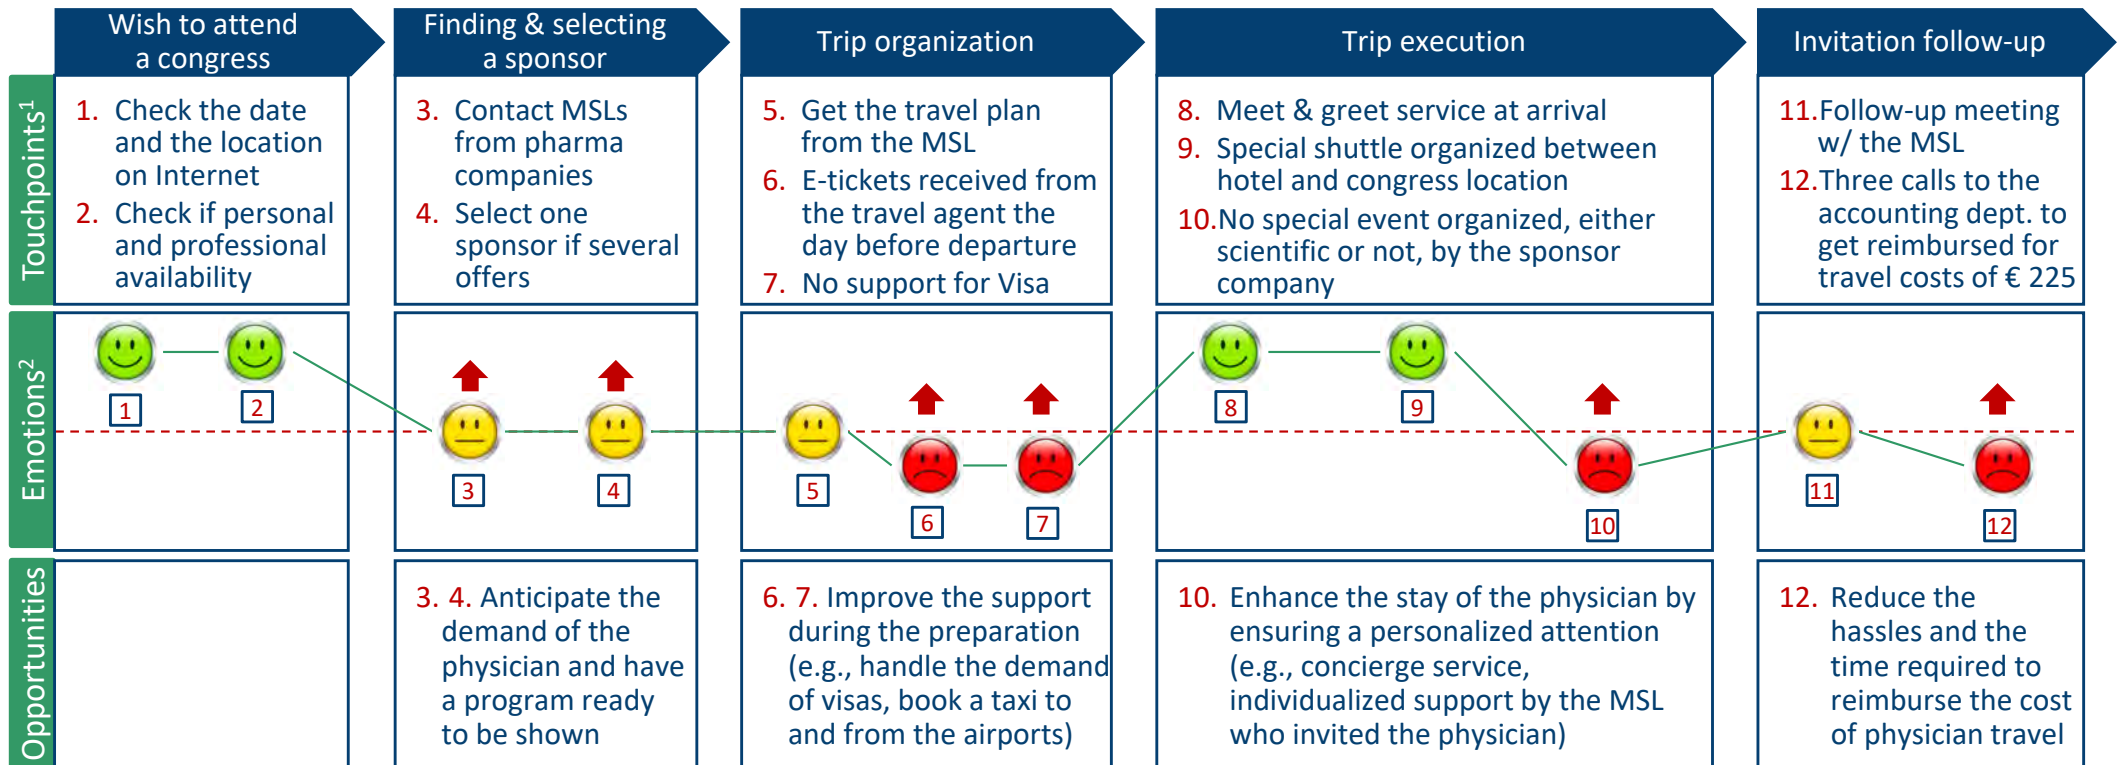 Wish to attend
a congress
Finding & selecting
a sponsor
Trip organization
Trip execution
Invitation follow-up
Touchpoints1
1. Check the date
and the location
on Internet
2. Check if personal
and professional
availability
3. Contact MSLs
from pharma
companies
4. Select one
sponsor if several
offers
5. Get the travel plan
from the MSL
6. E-tickets received from
the travel agent the
day before departure
7. No support for Visa
8. Meet & greet service at arrival
9. Special shuttle organized between
hotel and congress location
10.No special event organized, either
scientific or not, by the sponsor
company
11.Follow-up meeting
w/ the MSL
12.Three calls to the
accounting dept. to
get reimbursed for
travel costs of € 225
Emotions2
1
2
3
4
5
6
7
8
9
10
11
12
Opportunities
3. 4. Anticipate the
demand of the
physician and have
a program ready
to be shown
6. 7. Improve the support
during the preparation
(e.g., handle the demand
of visas, book a taxi to
and from the airports)
10. Enhance the stay of the physician by
ensuring a personalized attention
(e.g., concierge service,
individualized support by the MSL
who invited the physician)
12. Reduce the
hassles and the
time required to
reimburse the cost
of physician travel